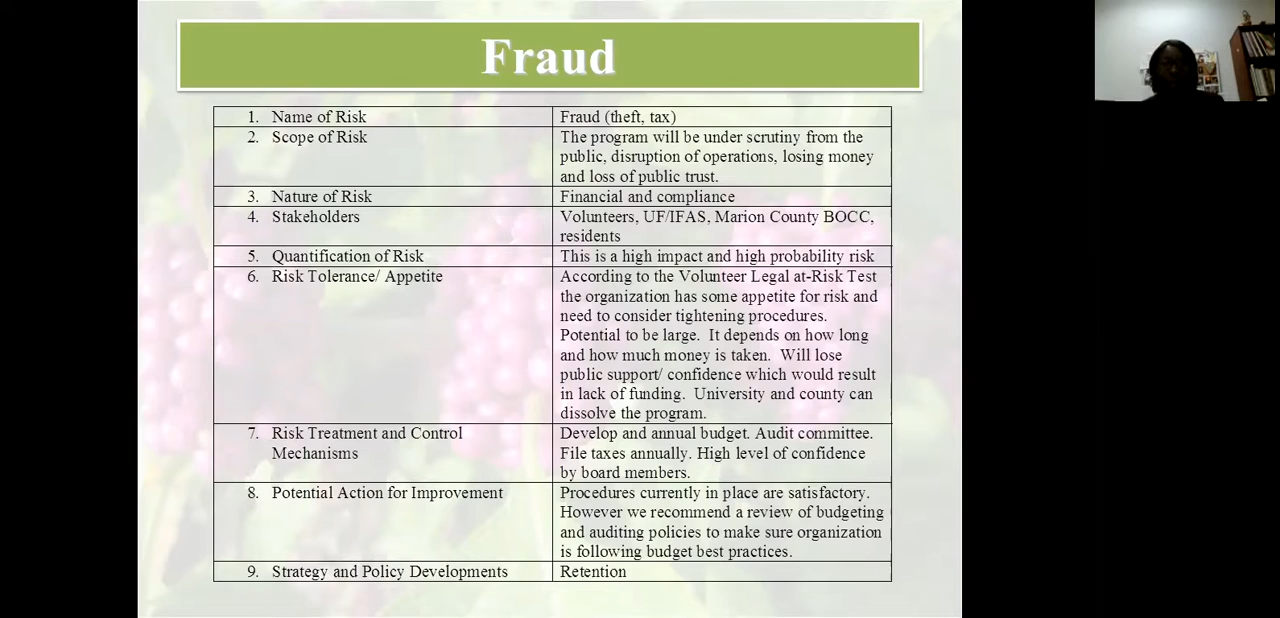 Fraud
1. Name of Risk
Fraud (theft, tax)
2. Scope of Risk
The program will be under scrutiny from the
public, disruption of operations, losing money
and loss of public trust.
3. Nature of Risk
Financial and compliance
4. Stakeholders
Volunteers, UF/IFAS, Marion County BOCC,
residents
5. Quantification of Risk
This is a high impact and high probability risk
6. Risk Tolerance/ Appetite
According to the Volunteer Legal at-Risk Test
the organization has some appetite for risk and
need to consider tightening procedures.
Potential to be large. It depends on how long
and how much money is taken. Will lose
public support/ confidence which would result
in lack of funding. University and county can
dissolve the program.
7. Risk Treatment and Control
Mechanisms
Develop and annual budget. Audit committee.
File taxes annually. High level of confidence
by board members.
8. Potential Action for Improvement
Procedures currently in place are satisfactory.
However we recommend a review of budgeting
and auditing policies to make sure organization
is following budget best practices.
9. Strategy and Policy Developments
Retention